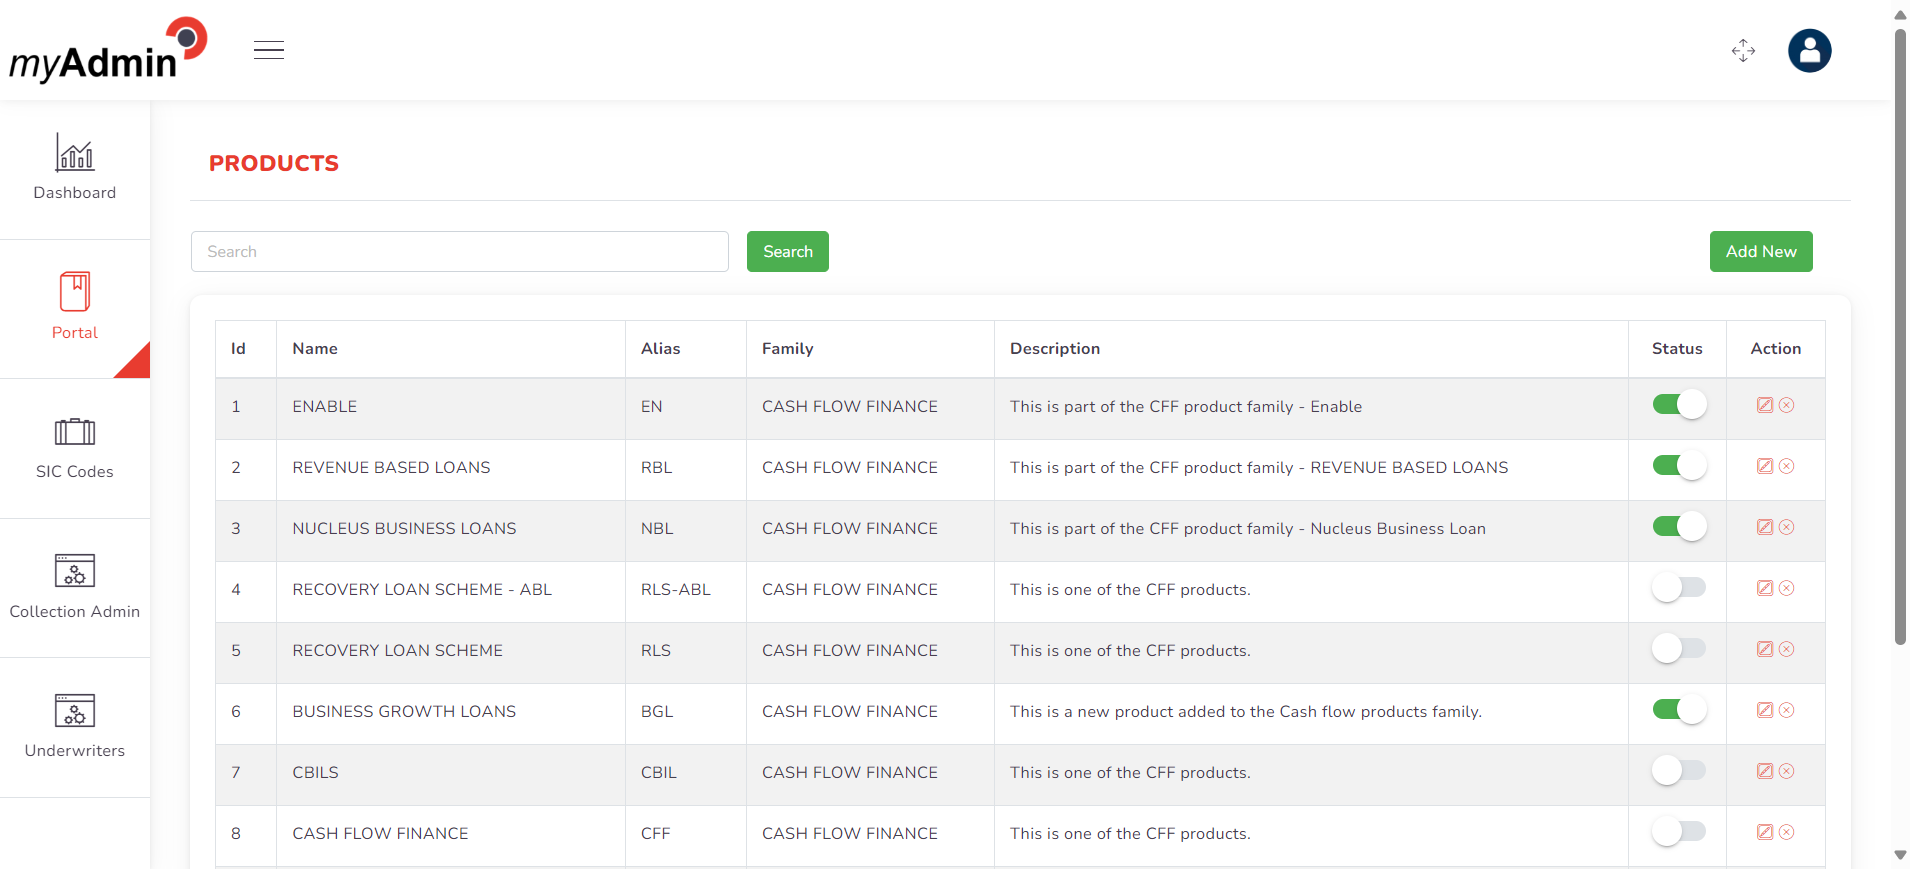 myAdmin
Dashboard
Portal
SIC Codes
Collection Admin
Underwriters
PRODUCTS
Search Search Add New
Id Name Alias Family Description Status Action
1 ENABLE EN CASH FLOW FINANCE This is part of the CFF product family - Enable
2 REVENUE BASED LOANS RBL CASH FLOW FINANCE This is part of the CFF product family - REVENUE BASED LOANS
3 NUCLEUS BUSINESS LOANS NBL CASH FLOW FINANCE This is part of the CFF product family - Nucleus Business Loan
4 RECOVERY LOAN SCHEME - ABL RLS-ABL CASH FLOW FINANCE This is one of the CFF products.
5 RECOVERY LOAN SCHEME RLS CASH FLOW FINANCE This is one of the CFF products.
6 BUSINESS GROWTH LOANS BGL CASH FLOW FINANCE This is a new product added to the Cash flow products family.
7 CBILS CBIL CASH FLOW FINANCE This is one of the CFF products.
8 CASH FLOW FINANCE CFF CASH FLOW FINANCE This is one of the CFF products.